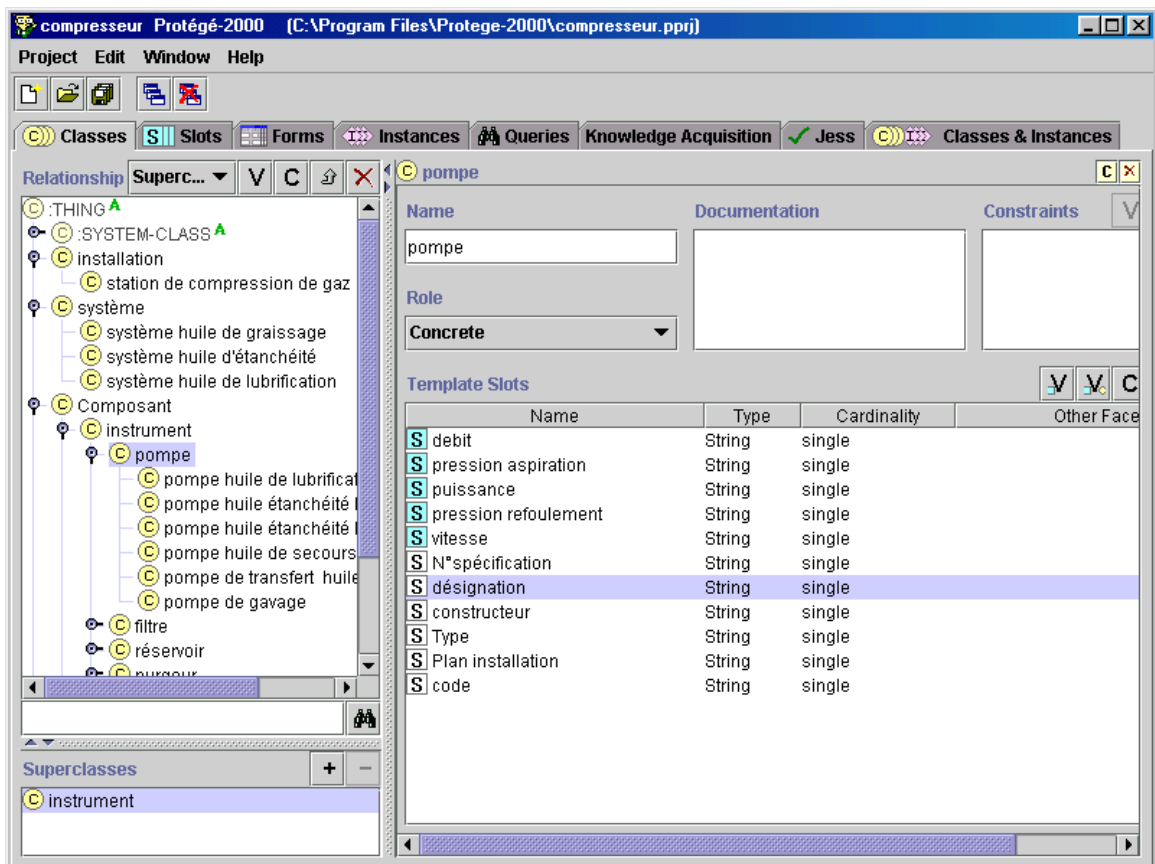 compresseur Protégé-2000 (C:\Program Files\Protege-2000\compresseur.pprj)
Project Edit Window Help
C Classes S Slots Forms Instances Queries Knowledge Acquisition Jess C Classes & Instances
Relationship Superc... V C
C :THING A
C :SYSTEM-CLASS A
C installation
C station de compression de gaz
C système
C système huile de graissage
C système huile d'étanchéité
C système huile de lubrification
C Composant
C instrument
C pompe
C pompe huile de lubrificat
C pompe huile étanchéité
C pompe huile étanchéité
C pompe huile de secours
C pompe de transfert huile
C pompe de gavage
C filtre
C réservoir
C purgeur
Superclasses + -
C instrument
C pompe C
Name Documentation Constraints V
pompe
Role
Concrete
Template Slots V V C
Name Type Cardinality Other Face
S debit String single
S pression aspiration String single
S puissance String single
S pression refoulement String single
S vitesse String single
S N°spécification String single
S désignation String single
S constructeur String single
S Type String single
S Plan installation String single
S code String single